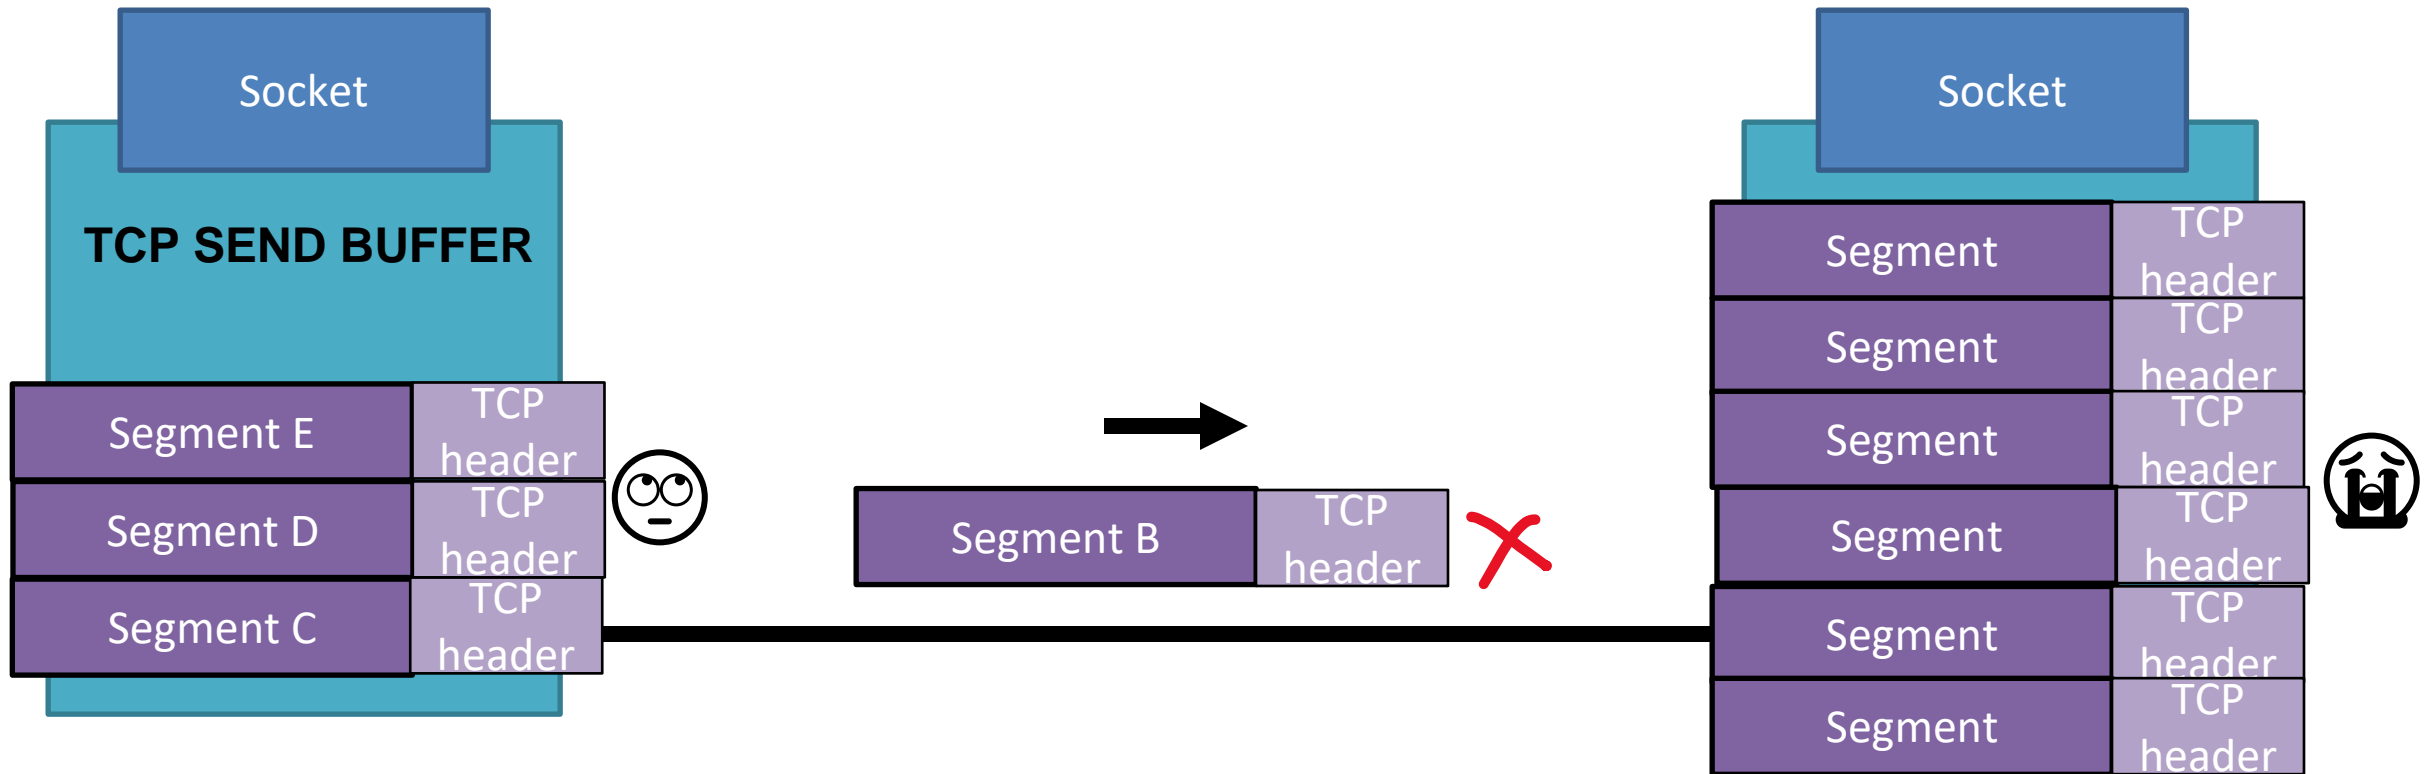 Socket
TCP SEND BUFFER
Segment E
TCP
header
Segment D
TCP
header
Segment C
TCP
header
Segment B
TCP
header
Socket
Segment
TCP
header
Segment
TCP
header
Segment
TCP
header
Segment
TCP
header
Segment
TCP
header
Segment
TCP
header